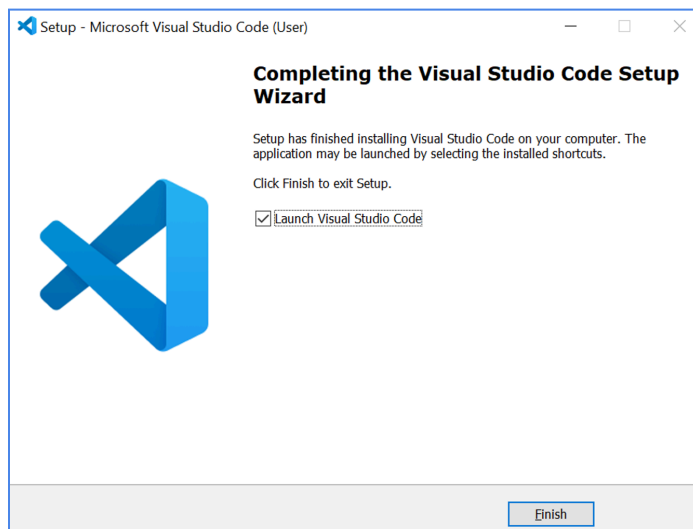 Setup - Microsoft Visual Studio Code (User)
Completing the Visual Studio Code Setup
Wizard
Setup has finished installing Visual Studio Code on your computer. The
application may be launched by selecting the installed shortcuts.
Click Finish to exit Setup.
Launch Visual Studio Code
Finish